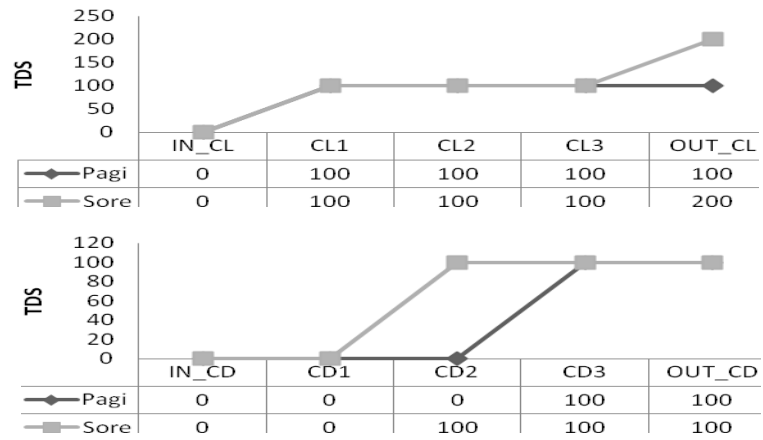 250
200
150
100
50
0
TDS
IN_CL CL1 CL2 CL3 OUT_CL
Pagi 0 100 100 100 100
Sore 0 100 100 100 200
120
100
80
60
40
20
0
TDS
IN_CD CD1 CD2 CD3 OUT_CD
Pagi 0 0 0 100 100
Sore 0 0 100 100 100